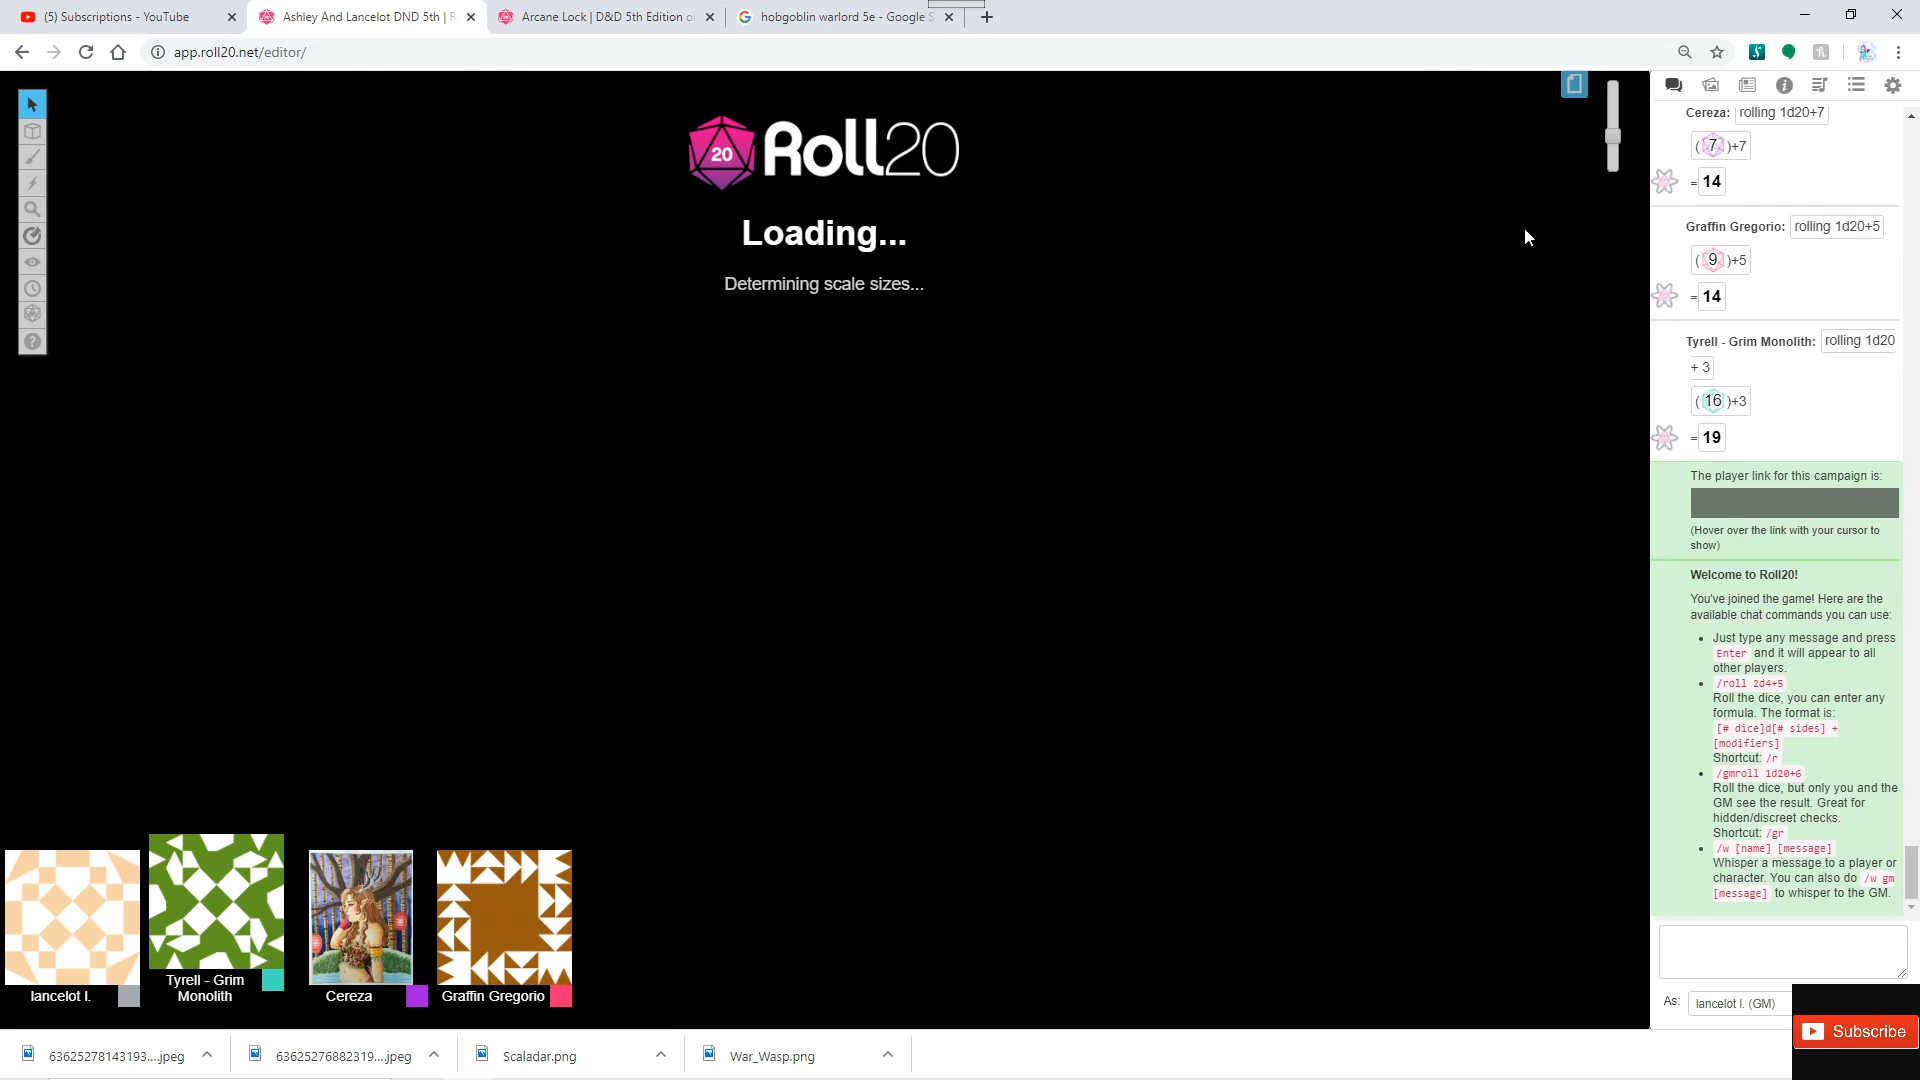 (5) Subscriptions - YouTube
Ashley And Lancelot DND 5th | R
Arcane Lock | D&D 5th Edition o
hobgoblin warlord 5e - Google S
app.roll20.net/editor/
20 Roll20
Loading...
Determining scale sizes...
Cereza: rolling 1d20+7
( 7 )+7
= 14
Graffin Gregorio: rolling 1d20+5
( 9 )+5
= 14
Tyrell - Grim Monolith: rolling 1d20
+ 3
( 16 )+3
= 19
The player link for this campaign is:
(Hover over the link with your cursor to
show)
Welcome to Roll20!
You've joined the game! Here are the
available chat commands you can use:
• Just type any message and press
Enter and it will appear to all
other players.
• /roll 2d4+5
Roll the dice, you can enter any
formula. The format is:
[# dice]d[# sides] +
[modifiers]
Shortcut: /r
• /gmroll 1d20+6
Roll the dice, but only you and the
GM see the result. Great for
hidden/discreet checks.
Shortcut: /gr
• /w [name] [message]
Whisper a message to a player or
character. You can also do /w gm
[message] to whisper to the GM.
As: lancelot l. (GM)
Subscribe
lancelot l.
Tyrell - Grim
Monolith
Cereza
Graffin Gregorio
63625278143193....jpeg
63625276882319....jpeg
Scaladar.png
War_Wasp.png